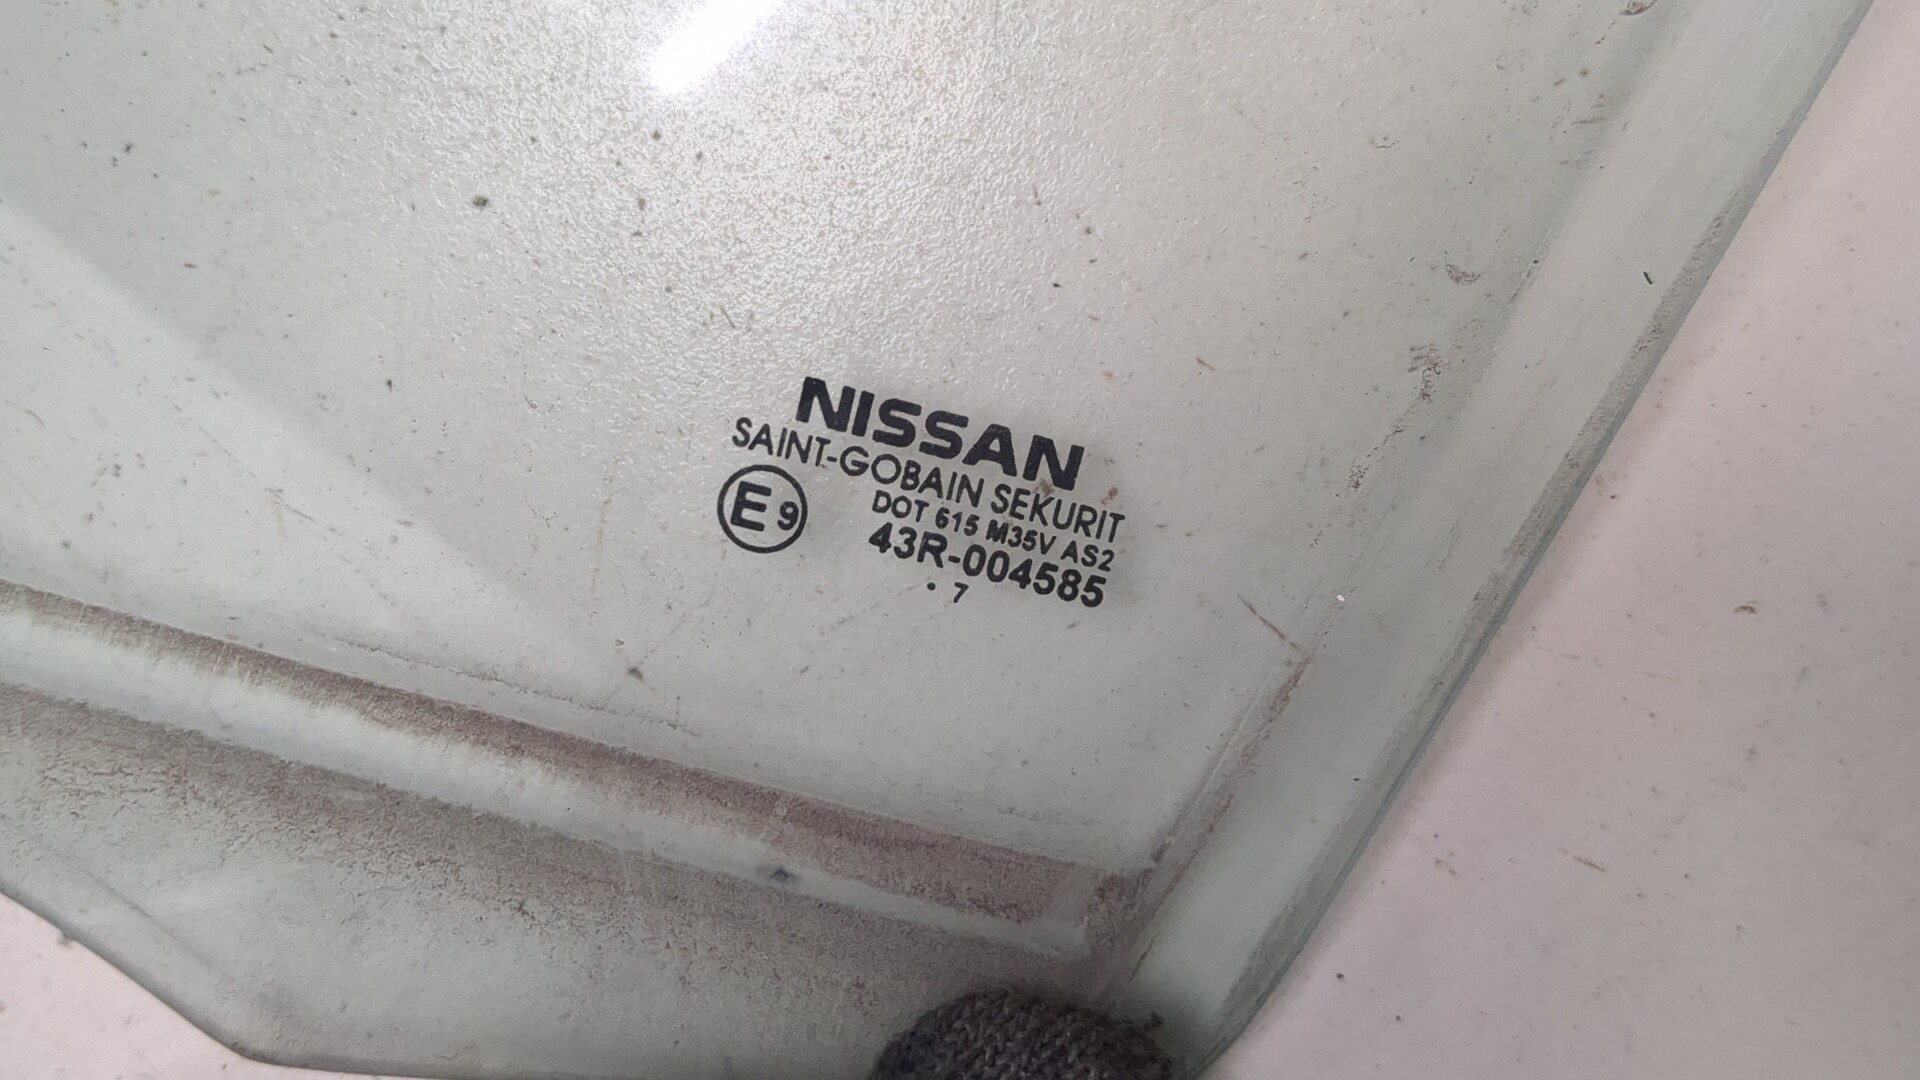 NISSAN
SAINT-GOBAIN SEKURIT
E9
DOT 615 M35V AS2
43R-004585
. 7